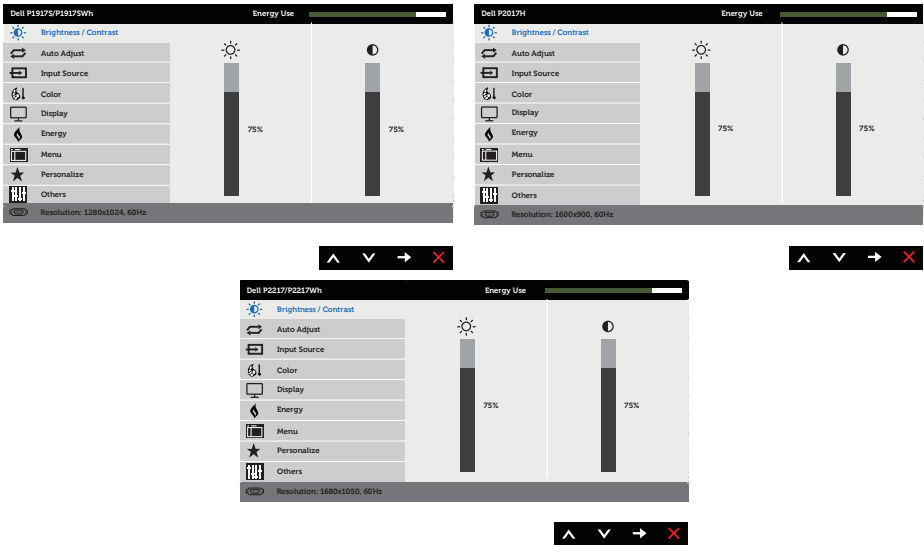 Dell P1917S/P1917SWh Energy Use
Brightness / Contrast
Auto Adjust
Input Source
Color
Display
Energy
Menu
Personalize
Others
75% 75%
Resolution: 1280x1024, 60Hz
Dell P2017H Energy Use
Brightness / Contrast
Auto Adjust
Input Source
Color
Display
Energy
Menu
Personalize
Others
75% 75%
Resolution: 1600x900, 60Hz
Dell P2217/P2217Wh Energy Use
Brightness / Contrast
Auto Adjust
Input Source
Color
Display
Energy
Menu
Personalize
Others
75% 75%
Resolution: 1680x1050, 60Hz